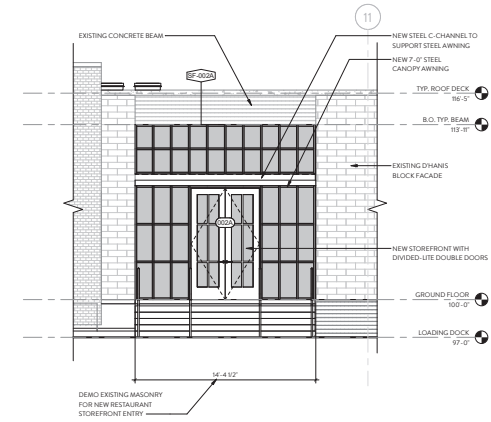 11
EXISTING CONCRETE BEAM
NEW STEEL C-CHANNEL TO
SUPPORT STEEL AWNING
NEW 7'-0" STEEL
CANOPY AWNING
SF-002A
TYP. ROOF DECK
116'-5"
B.O. TYP. BEAM
113'-11"
EXISTING D'HANIS
BLOCK FACADE
002A
NEW STOREFRONT WITH
DIVIDED-LITE DOUBLE DOORS
GROUND FLOOR
100'-0"
LOADING DOCK
97'-0"
14'-4 1/2"
DEMO EXISTING MASONRY
FOR NEW RESTAURANT
STOREFRONT ENTRY